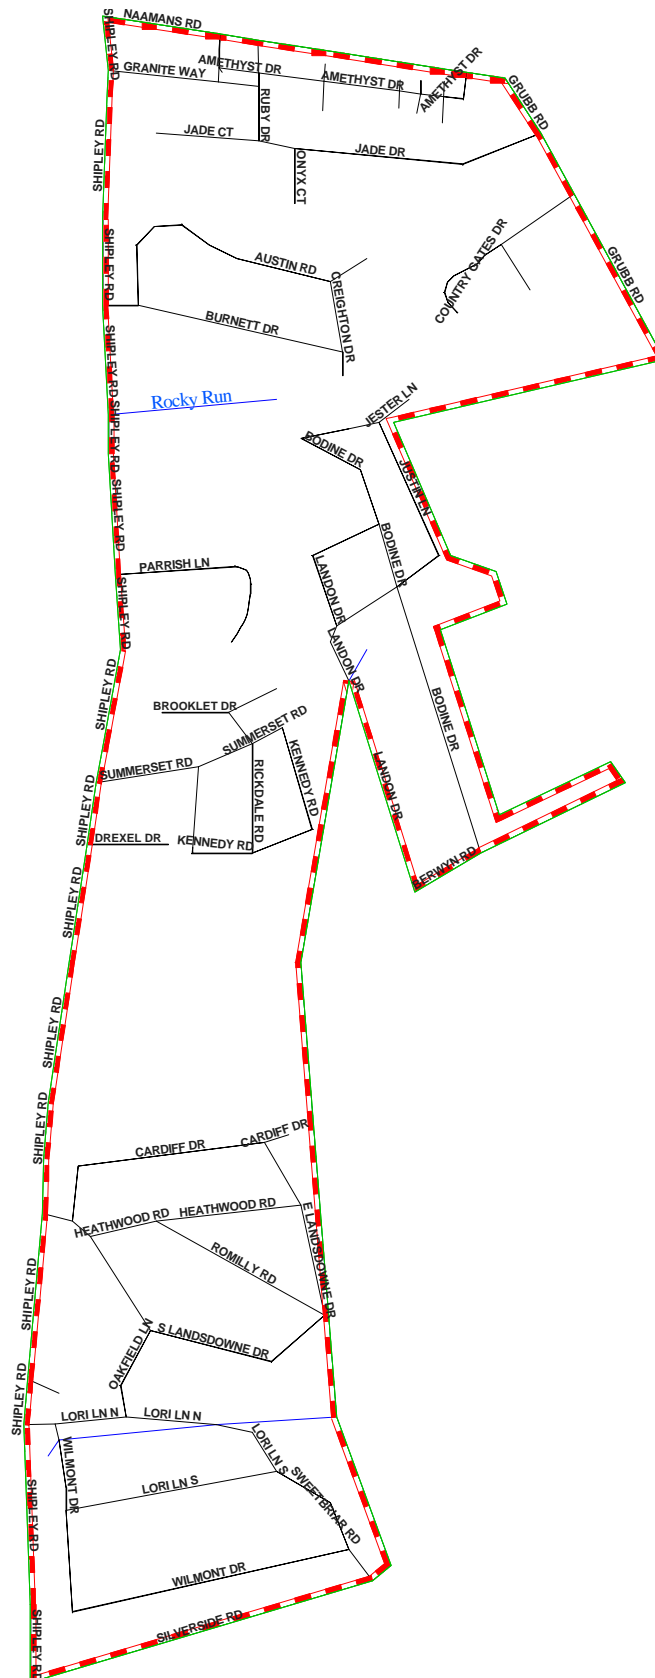 NAAMANS RD
SHIPLEY RD
AMETHYST DR
GRANITE WAY
AMETHYST DR
AMETHYST DR
GRUBB RD
RUBY DR
SHIPLEY RD
JADE CT
JADE DR
ONYX CT
SHIPLEY RD
COUNTRY GATES DR
GRUBB RD
AUSTIN RD
CREIGHTON DR
BURNETT DR
SHIPLEY RD
Rocky Run
JESTER LN
SHIPLEY RD
BODINE DR
JUSTIN LN
SHIPLEY RD
PARRISH LN
BODINE DR
LANDON DR
SHIPLEY RD
LANDON DR
SHIPLEY RD
BROOKLET DR
SUMMERSET RD
BODINE DR
SUMMERSET RD
KENNEDY RD
RICKDALE RD
LANDON DR
SHIPLEY RD
DREXEL DR
KENNEDY RD
BERWYN RD
SHIPLEY RD
SHIPLEY RD
SHIPLEY RD
CARDIFF DR
CARDIFF DR
HEATHWOOD RD
HEATHWOOD RD
E LANDSDOWNE DR
ROMILLY RD
SHIPLEY RD
S LANDSDOWNE DR
OAKFIELD LN
SHIPLEY RD
LORI LN N
LORI LN N
WILMONT DR
LORI LN S
LORI LN S
SWEETBRIAR RD
SHIPLEY RD
WILMONT DR
SILVERSIDE RD
SHIPLEY RD